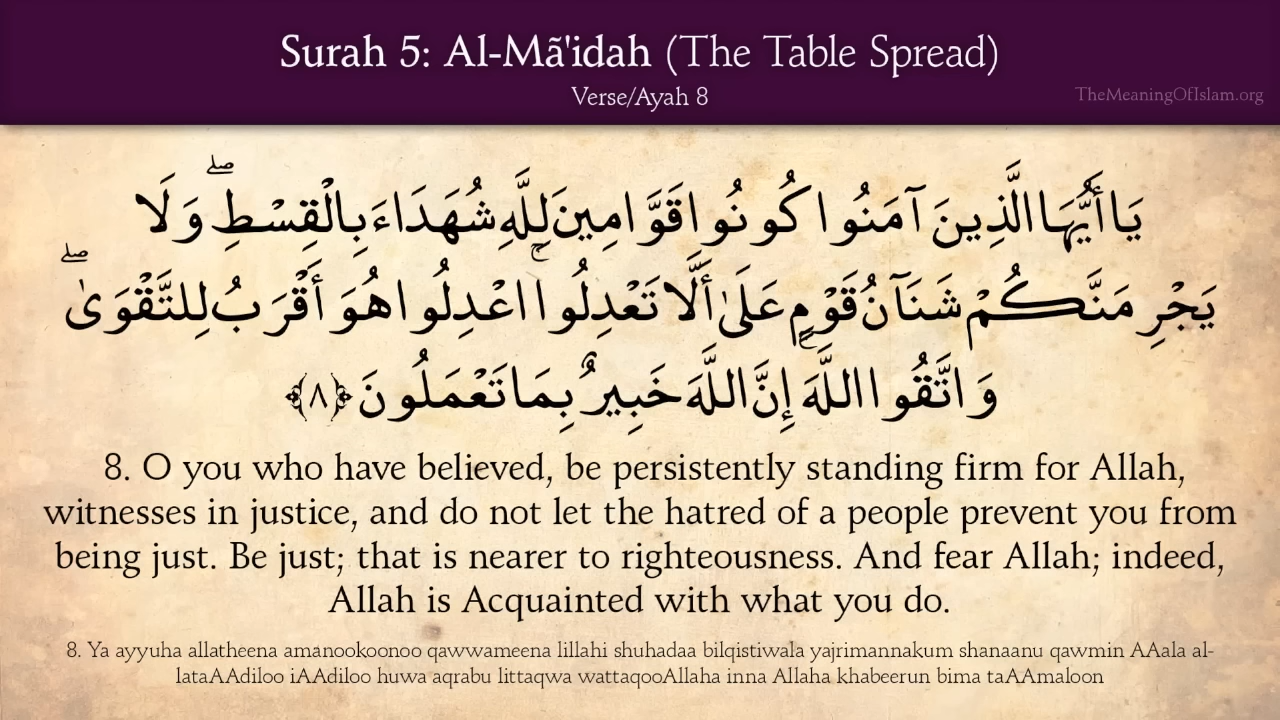 Surah 5: Al-Mã'idah (The Table Spread)
Verse/Ayah 8
TheMeaningOfIslam.org
يَا أَيُّهَا الَّذِينَ آمَنُوا كُونُوا قَوَّامِينَ لِلَّهِ شُهَدَاءَ بِالْقِسْطِ ۖ وَلَا
يَجْرِمَنَّكُمْ شَنَآنُ قَوْمٍ عَلَىٰ أَلَّا تَعْدِلُوا ۚ اعْدِلُوا هُوَ أَقْرَبُ لِلتَّقْوَىٰ ۖ
وَاتَّقُوا اللَّهَ ۚ إِنَّ اللَّهَ خَبِيرٌ بِمَا تَعْمَلُونَ ﴿٨﴾
8. O you who have believed, be persistently standing firm for Allah,
witnesses in justice, and do not let the hatred of a people prevent you from
being just. Be just; that is nearer to righteousness. And fear Allah; indeed,
Allah is Acquainted with what you do.
8. Ya ayyuha allatheena amanookoonoo qawwameena lillahi shuhadaa bilqistiwala yajrimannakum shanaanu qawmin AAala al-
lataAAdiloo iAAdiloo huwa aqrabu littaqwa wattaqooAllaha inna Allaha khabeerun bima taAAmaloon